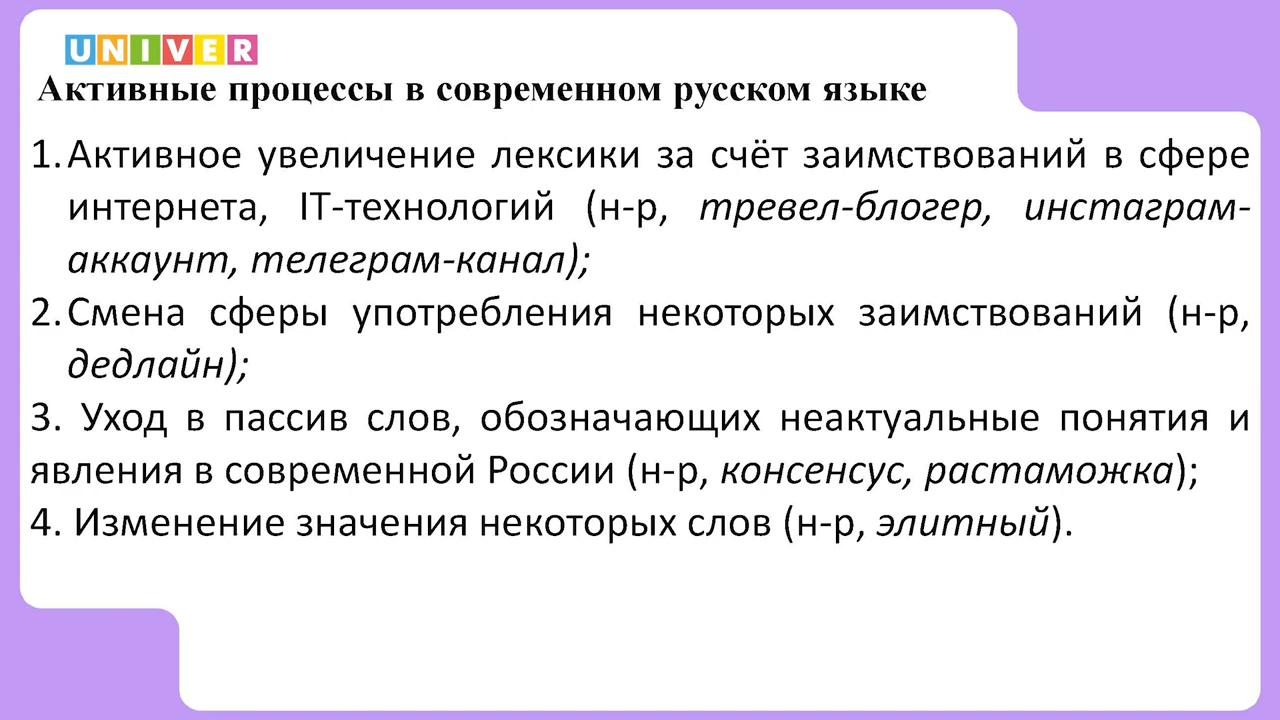 UNIVER
Активные процессы в современном русском языке
1. Активное увеличение лексики за счёт заимствований в сфере
интернета, IT-технологий (н-р, тревел-блогер, инстаграм-
аккаунт, телеграм-канал);
2. Смена сферы употребления некоторых заимствований (н-р,
дедлайн);
3. Уход в пассив слов, обозначающих неактуальные понятия и
явления в современной России (н-р, консенсус, растаможка);
4. Изменение значения некоторых слов (н-р, элитный).